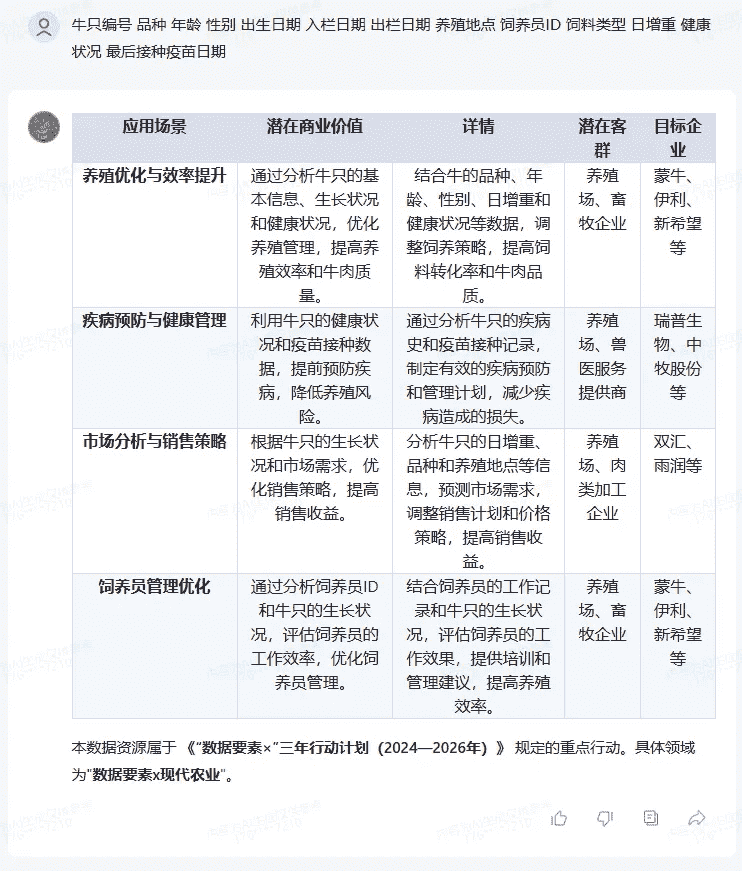 牛只编号 品种 年龄 性别 出生日期 入栏日期 出栏日期 养殖地点 饲养员ID 饲料类型 日增重 健康
状况 最后接种疫苗日期
应用场景 潜在商业价值 详情 潜在客群 目标企业
养殖优化与效率提升
通过分析牛只的基
本信息、生长状况
和健康状况，优化
养殖管理，提高养
殖效率和牛肉质
量。
结合牛的品种、年
龄、性别、日增重和
健康状况等数据，调
整饲养策略，提高饲
料转化率和牛肉品
质。
养殖
场、畜
牧企业
蒙牛、
伊利、
新希望
等
疾病预防与健康管理
利用牛只的健康状
况和疫苗接种数
据，提前预防疾
病，降低养殖风
险。
通过分析牛只的疾病
史和疫苗接种记录，
制定有效的疾病预防
和管理计划，减少疾
病造成的损失。
养殖
场、兽
医服务
提供商
瑞普生
物、中
牧股份
等
市场分析与销售策略
根据牛只的生长状
况和市场需求，优
化销售策略，提高
销售收益。
分析牛只的日增重、
品种和养殖地点等信
息，预测市场需求，
调整销售计划和价格
策略，提高销售收
益。
养殖
场、肉
类加工
企业
双汇、
雨润等
饲养员管理优化
通过分析饲养员ID
和牛只的生长状
况，评估饲养员的
工作效率，优化饲
养员管理。
结合饲养员的工作记
录和牛只的生长状
况，评估饲养员的工
作效果，提供培训和
管理建议，提高养殖
效率。
养殖
场、畜
牧企业
蒙牛、
伊利、
新希望
等
本数据资源属于 《“数据要素×”三年行动计划（2024—2026年）》 规定的重点行动。具体领域
为"数据要素x现代农业"。